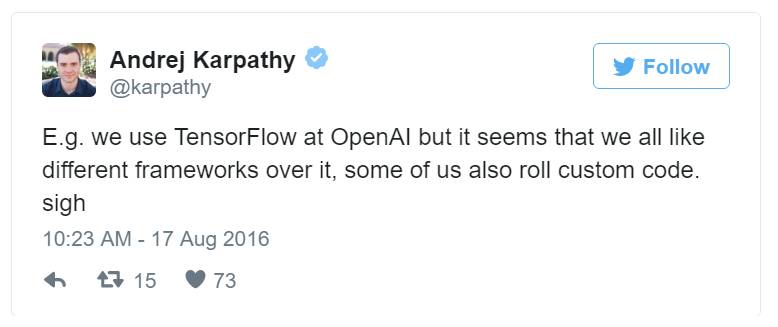 Andrej Karpathy
@karpathy
Follow
E.g. we use TensorFlow at OpenAI but it seems that we all like
different frameworks over it, some of us also roll custom code.
sigh
10:23 AM - 17 Aug 2016
15 73